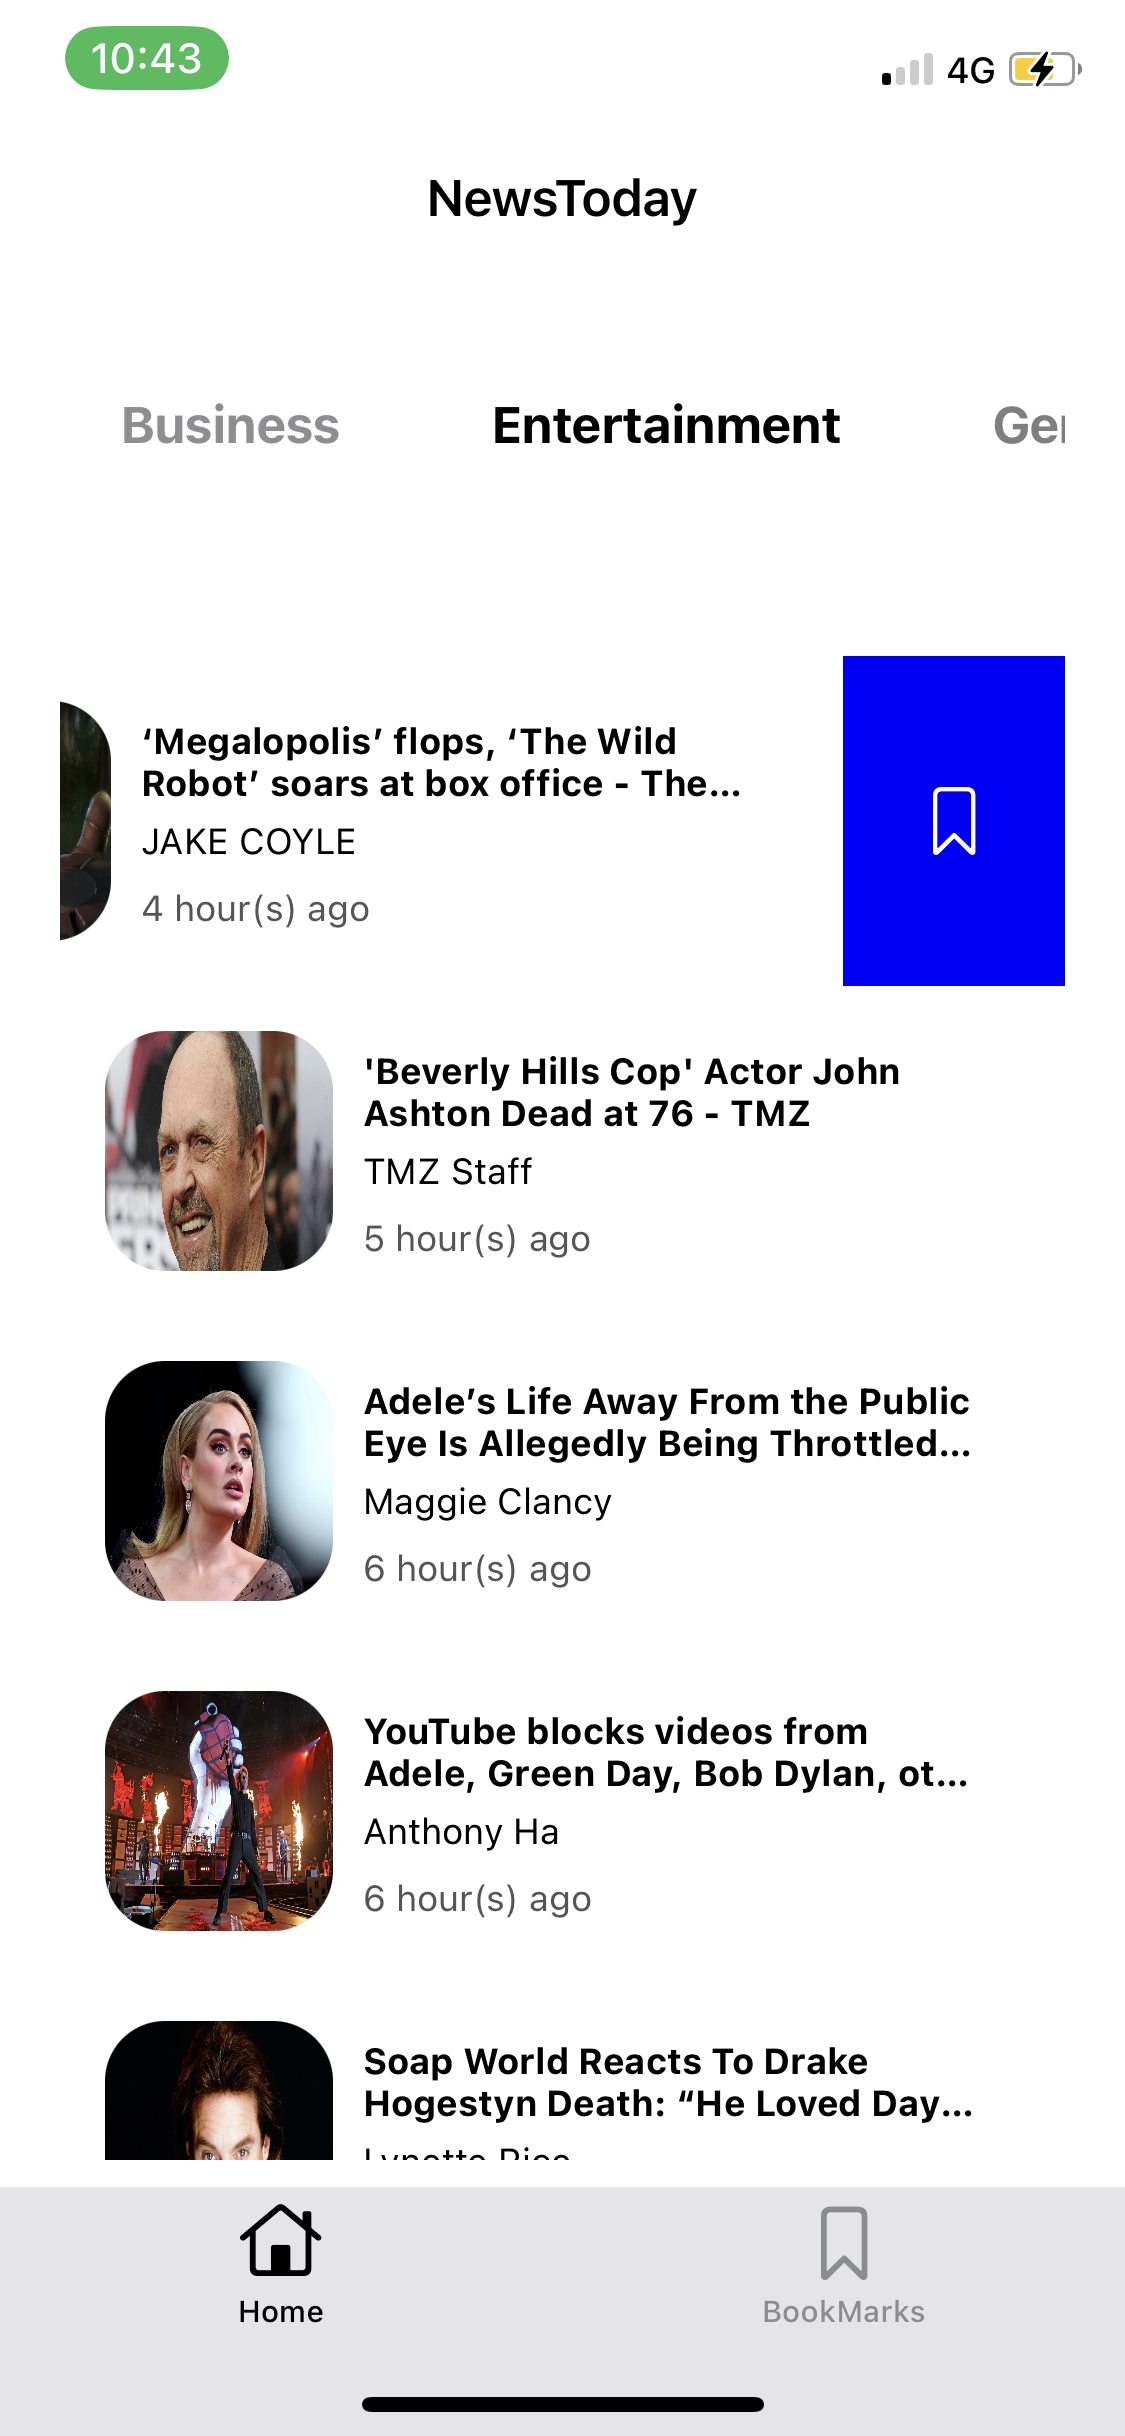 10:43
4G
NewsToday
Business
Entertainment
‘Megalopolis’ flops, ‘The Wild
Robot’ soars at box office - The...
JAKE COYLE
4 hour(s) ago
'Beverly Hills Cop' Actor John
Ashton Dead at 76 - TMZ
TMZ Staff
5 hour(s) ago
Adele’s Life Away From the Public
Eye Is Allegedly Being Throttled...
Maggie Clancy
6 hour(s) ago
YouTube blocks videos from
Adele, Green Day, Bob Dylan, ot...
Anthony Ha
6 hour(s) ago
Soap World Reacts To Drake
Hogestyn Death: “He Loved Day...
Home
BookMarks